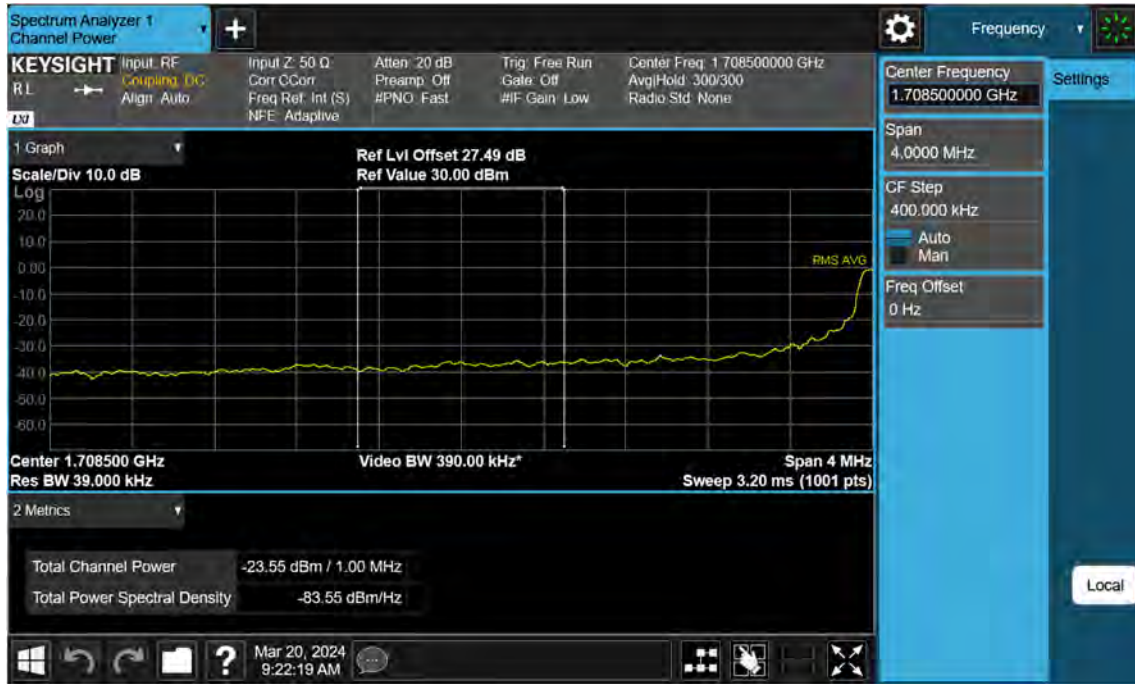 Spectrum Analyzer 1
Channel Power
+
Frequency
KEYSIGHT
RL
LXI
Input: RF
Coupling: DC
Align: Auto
Input Z: 50 Ω
Corr CCorr
Freq Ref: Int (S)
NFE: Adaptive
Atten: 20 dB
Preamp: Off
#PNO: Fast
Trig: Free Run
Gate: Off
#IF Gain: Low
Center Freq: 1.708500000 GHz
Avg|Hold: 300/300
Radio Std: None
Center Frequency
1.708500000 GHz
Settings
Span
4.0000 MHz
CF Step
400.000 kHz
Auto
Man
Freq Offset
0 Hz
1 Graph
Scale/Div 10.0 dB
Ref Lvl Offset 27.49 dB
Ref Value 30.00 dBm
Log
20.0
10.0
0.00
-10.0
-20.0
-30.0
-40.0
-50.0
-60.0
RMS AVG
Center 1.708500 GHz
Res BW 39.000 kHz
Video BW 390.00 kHz*
Span 4 MHz
Sweep 3.20 ms (1001 pts)
2 Metrics
Total Channel Power -23.55 dBm / 1.00 MHz
Total Power Spectral Density -83.55 dBm/Hz
Local
?
Mar 20, 2024
9:22:19 AM